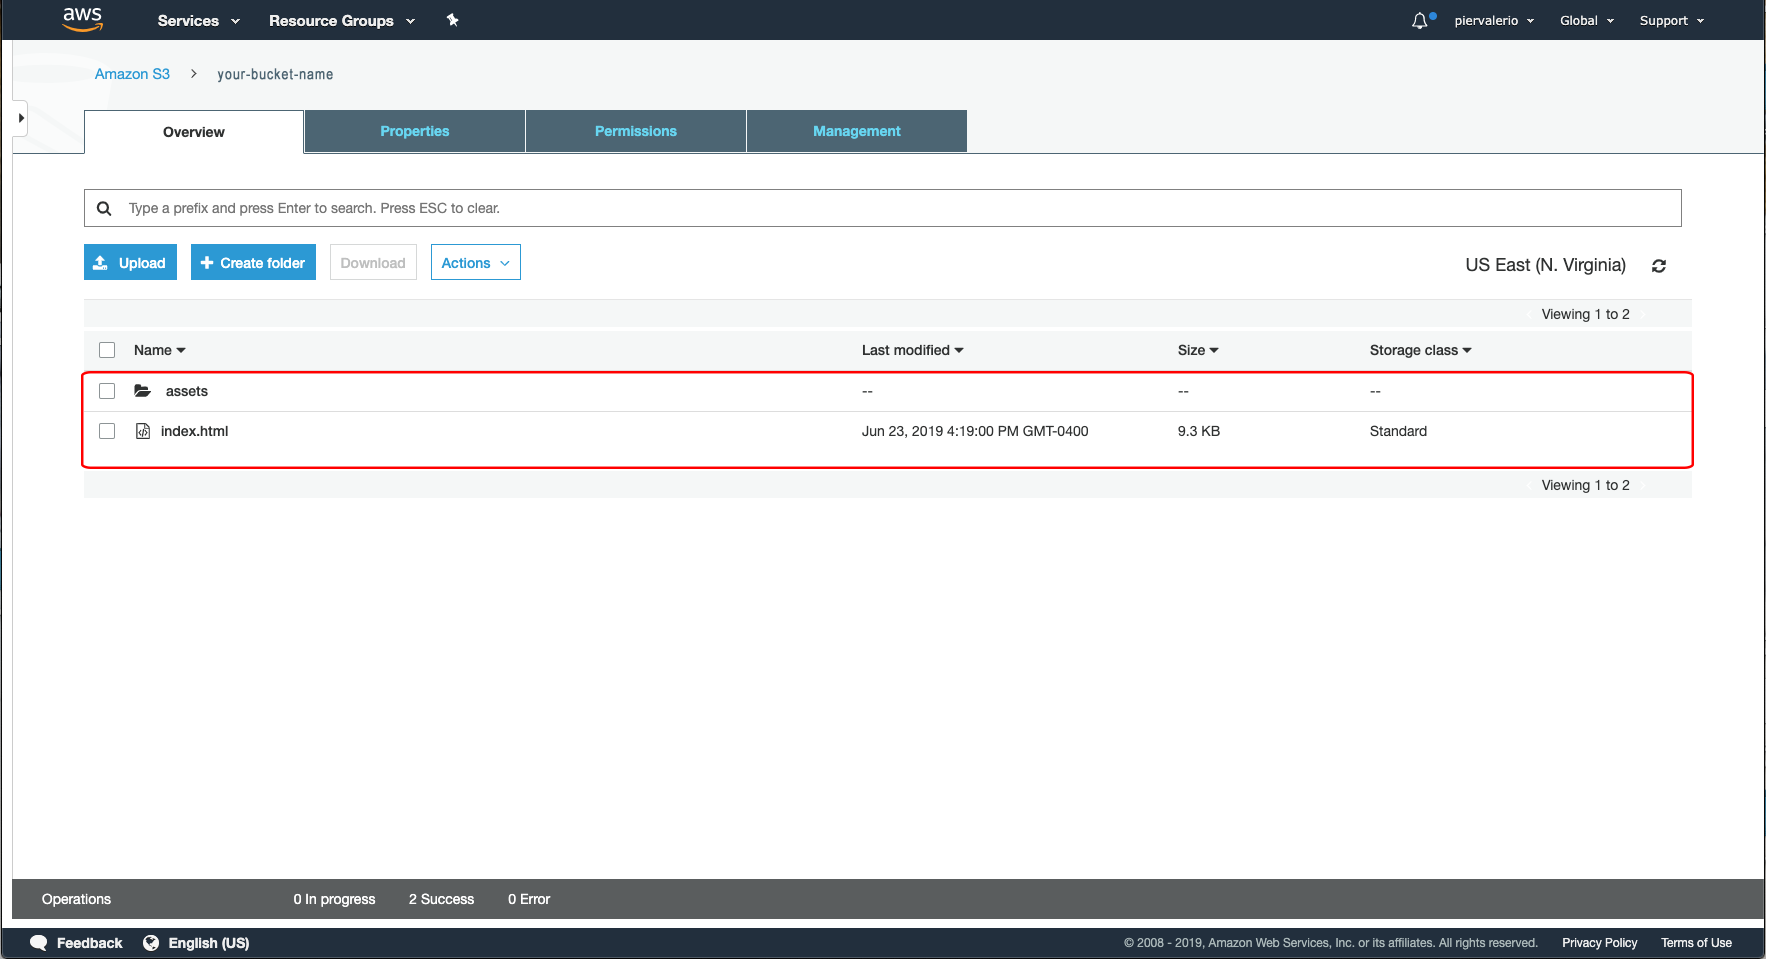 aws Services Resource Groups piervalerio Global Support
Amazon S3 > your-bucket-name
Overview Properties Permissions Management
Type a prefix and press Enter to search. Press ESC to clear.
Upload Create folder Download Actions US East (N. Virginia)
Viewing 1 to 2
Name Last modified Size Storage class
assets -- -- --
index.html Jun 23, 2019 4:19:00 PM GMT-0400 9.3 KB Standard
Viewing 1 to 2
Operations 0 In progress 2 Success 0 Error
Feedback English (US) © 2008 - 2019, Amazon Web Services, Inc. or its affiliates. All rights reserved. Privacy Policy Terms of Use